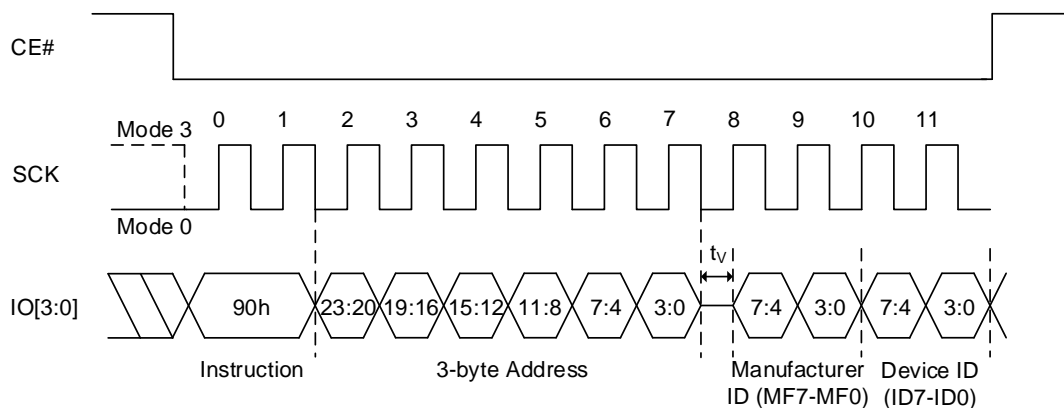 CE#
0 1 2 3 4 5 6 7 8 9 10 11
Mode 3
SCK
Mode 0
tV
IO[3:0] 90h 23:20 19:16 15:12 11:8 7:4 3:0 7:4 3:0 7:4 3:0
Instruction 3-byte Address Manufacturer Device ID
ID (MF7-MF0) (ID7-ID0)